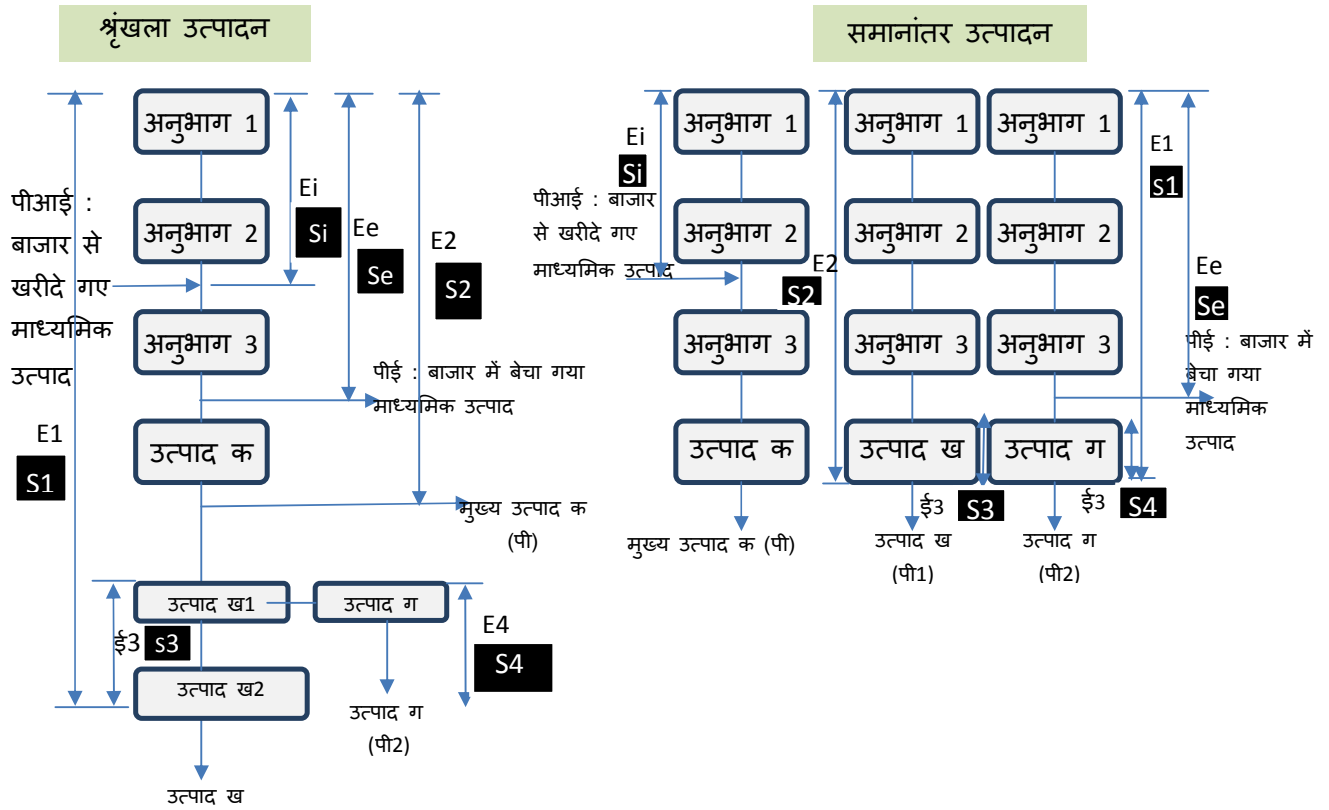 श्रृंखला उत्पादन
अनुभाग 1
Ei
Si
पीआई :
बाजार से
खरीदे गए
माध्यमिक
उत्पाद
अनुभाग 2
Ee
Se
E2
S2
अनुभाग 3
पीई : बाजार में बेचा गया
माध्यमिक उत्पाद
E1
S1
उत्पाद क
मुख्य उत्पाद क
(पी)
उत्पाद ख1
उत्पाद ग
ई3 s3
E4
S4
उत्पाद ख2
उत्पाद ग
(पी2)
उत्पाद ख
समानांतर उत्पादन
अनुभाग 1
अनुभाग 1
अनुभाग 1
Ei
Si
E1
S1
पीआई : बाजार
से खरीदे गए
माध्यमिक उत्पाद
अनुभाग 2
अनुभाग 2
अनुभाग 2
E2
S2
Ee
Se
अनुभाग 3
अनुभाग 3
अनुभाग 3
पीई : बाजार में
बेचा गया
माध्यमिक
उत्पाद
उत्पाद क
उत्पाद ख
उत्पाद ग
ई3 S3
ई3 S4
मुख्य उत्पाद क (पी)
उत्पाद ख
(पी1)
उत्पाद ग
(पी2)